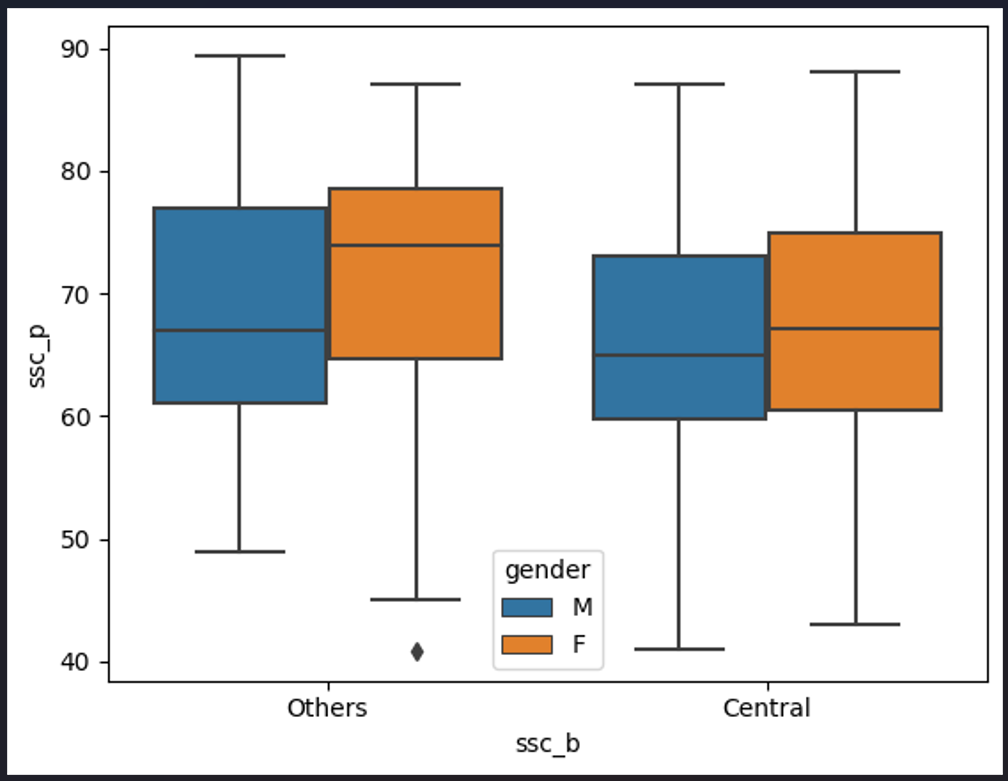 90
80
70
60
50
40
ssc_p
gender
M
F
Others
Central
ssc_b